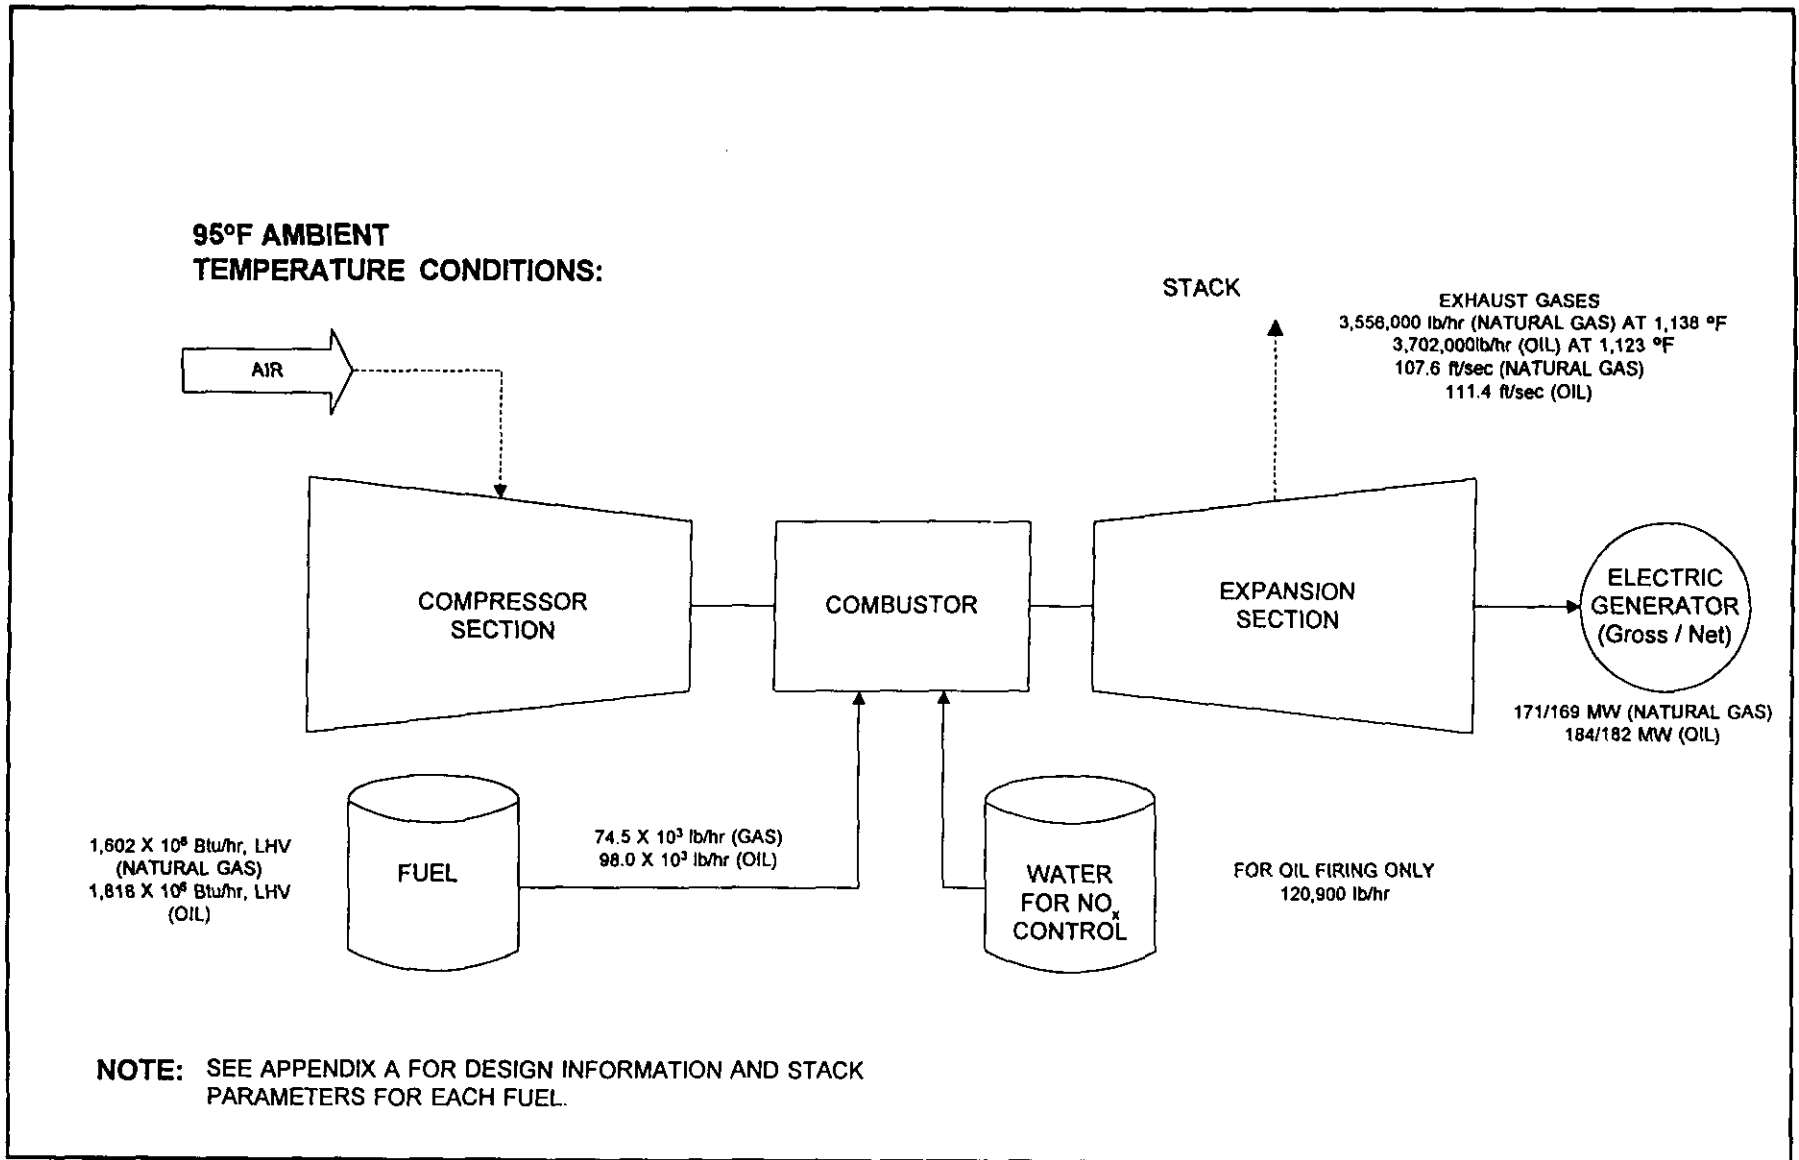 95°F AMBIENT
TEMPERATURE CONDITIONS:
AIR
STACK
EXHAUST GASES
3,556,000 lb/hr (NATURAL GAS) AT 1,138 °F
3,702,000lb/hr (OIL) AT 1,123 °F
107.6 ft/sec (NATURAL GAS)
111.4 ft/sec (OIL)
COMPRESSOR
SECTION
COMBUSTOR
EXPANSION
SECTION
ELECTRIC
GENERATOR
(Gross / Net)
171/169 MW (NATURAL GAS)
184/182 MW (OIL)
1,602 X 10⁶ Btu/hr, LHV
(NATURAL GAS)
1,818 X 10⁶ Btu/hr, LHV
(OIL)
FUEL
74.5 X 10³ lb/hr (GAS)
98.0 X 10³ lb/hr (OIL)
WATER
FOR NOₓ
CONTROL
FOR OIL FIRING ONLY
120,900 lb/hr
NOTE: SEE APPENDIX A FOR DESIGN INFORMATION AND STACK
PARAMETERS FOR EACH FUEL.